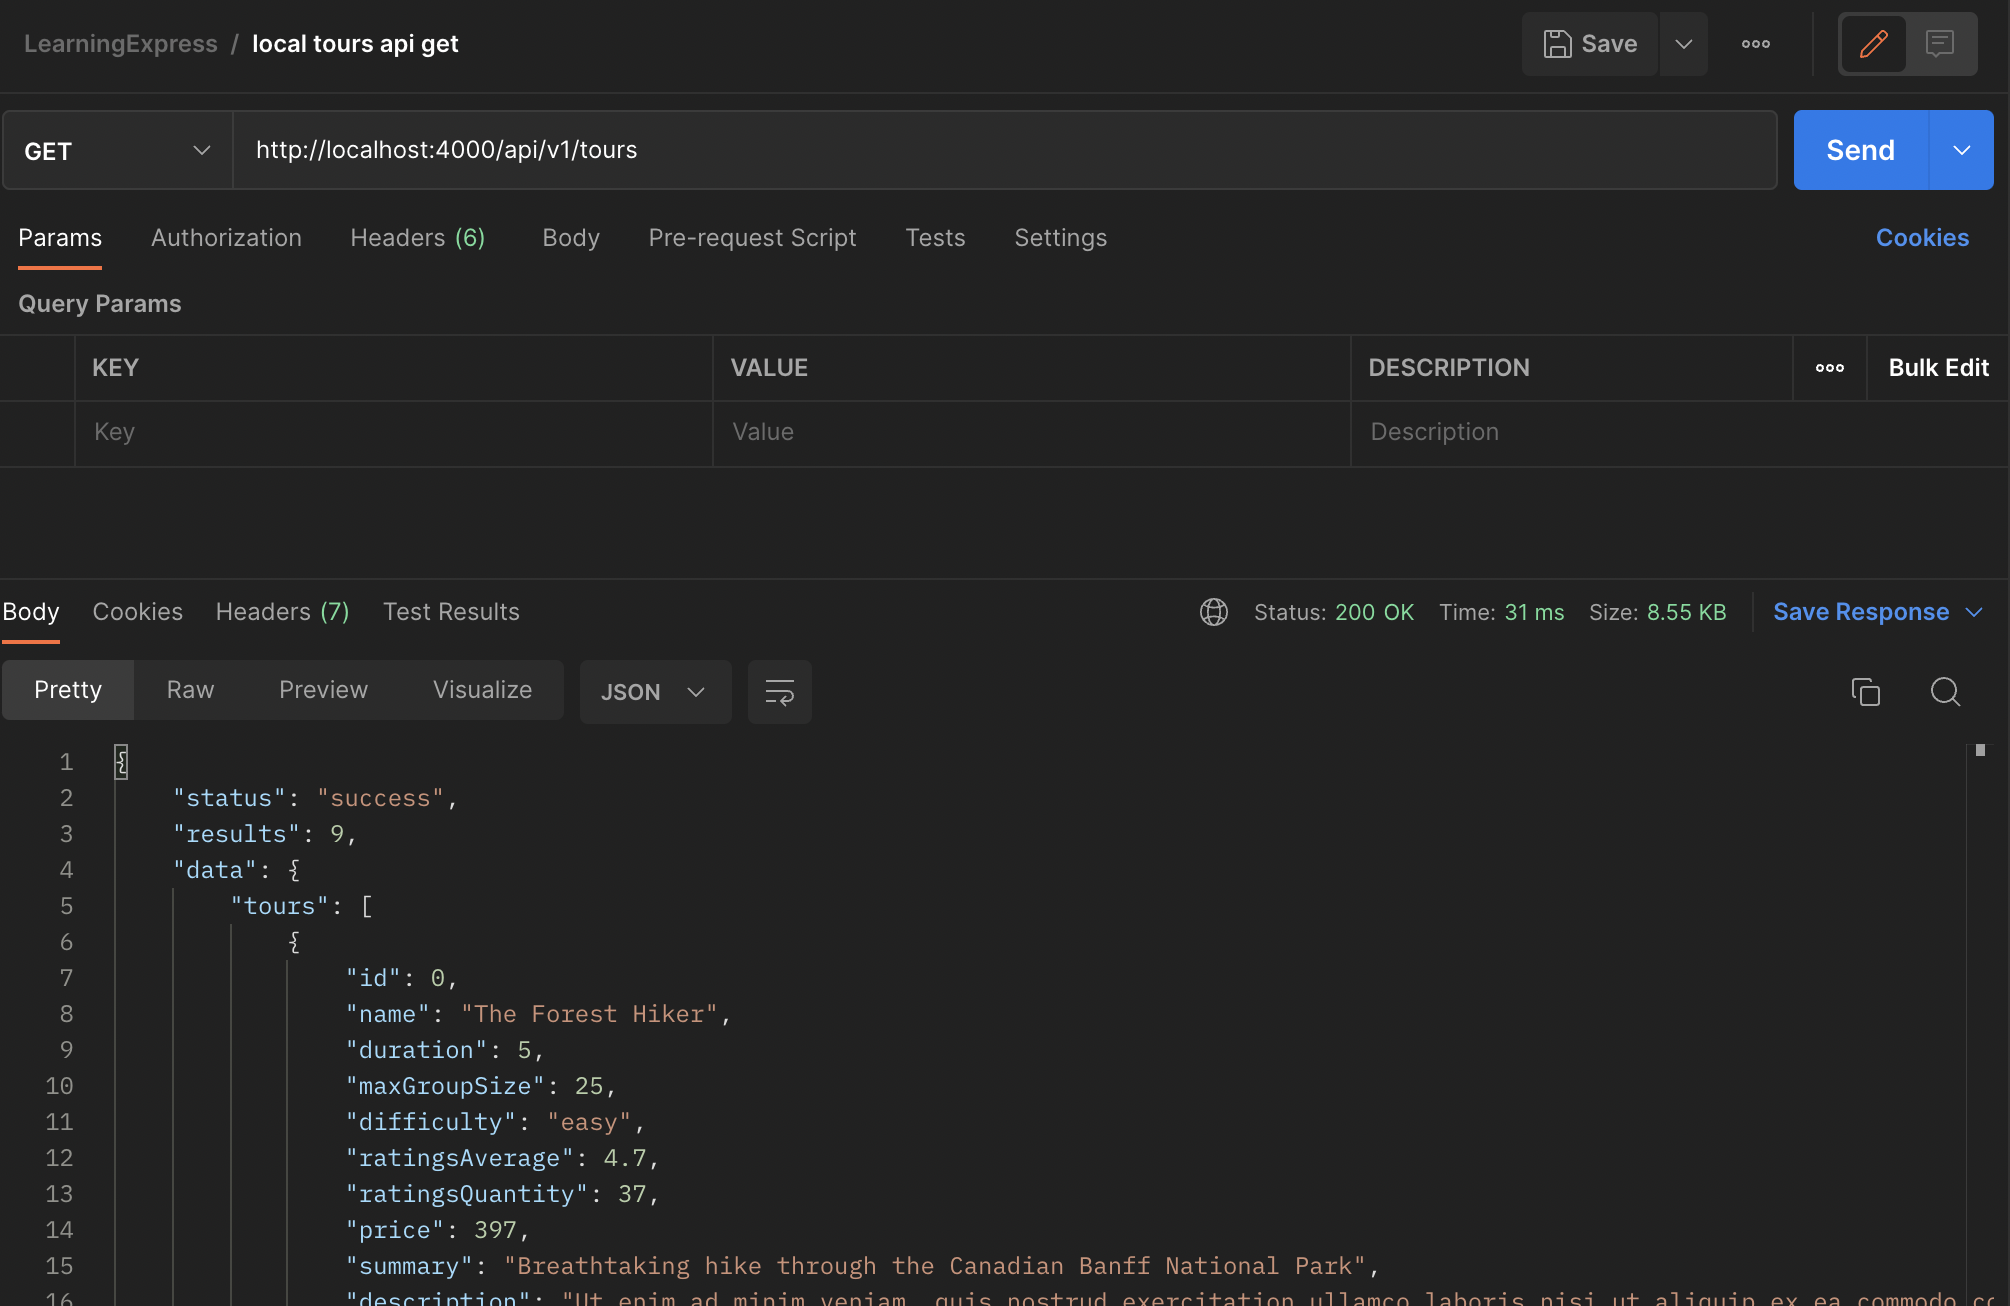 LearningExpress / local tours api get
Save
GET http://localhost:4000/api/v1/tours Send
Params Authorization Headers (6) Body Pre-request Script Tests Settings Cookies
Query Params
KEY VALUE DESCRIPTION Bulk Edit
Key Value Description
Body Cookies Headers (7) Test Results Status: 200 OK Time: 31 ms Size: 8.55 KB Save Response
Pretty Raw Preview Visualize JSON
1 {
2 "status": "success",
3 "results": 9,
4 "data": {
5 "tours": [
6 {
7 "id": 0,
8 "name": "The Forest Hiker",
9 "duration": 5,
10 "maxGroupSize": 25,
11 "difficulty": "easy",
12 "ratingsAverage": 4.7,
13 "ratingsQuantity": 37,
14 "price": 397,
15 "summary": "Breathtaking hike through the Canadian Banff National Park",
16 "description": "Ut enim ad minim veniam, quis nostrud exercitation ullamco laboris nisi ut aliquip ex ea commodo